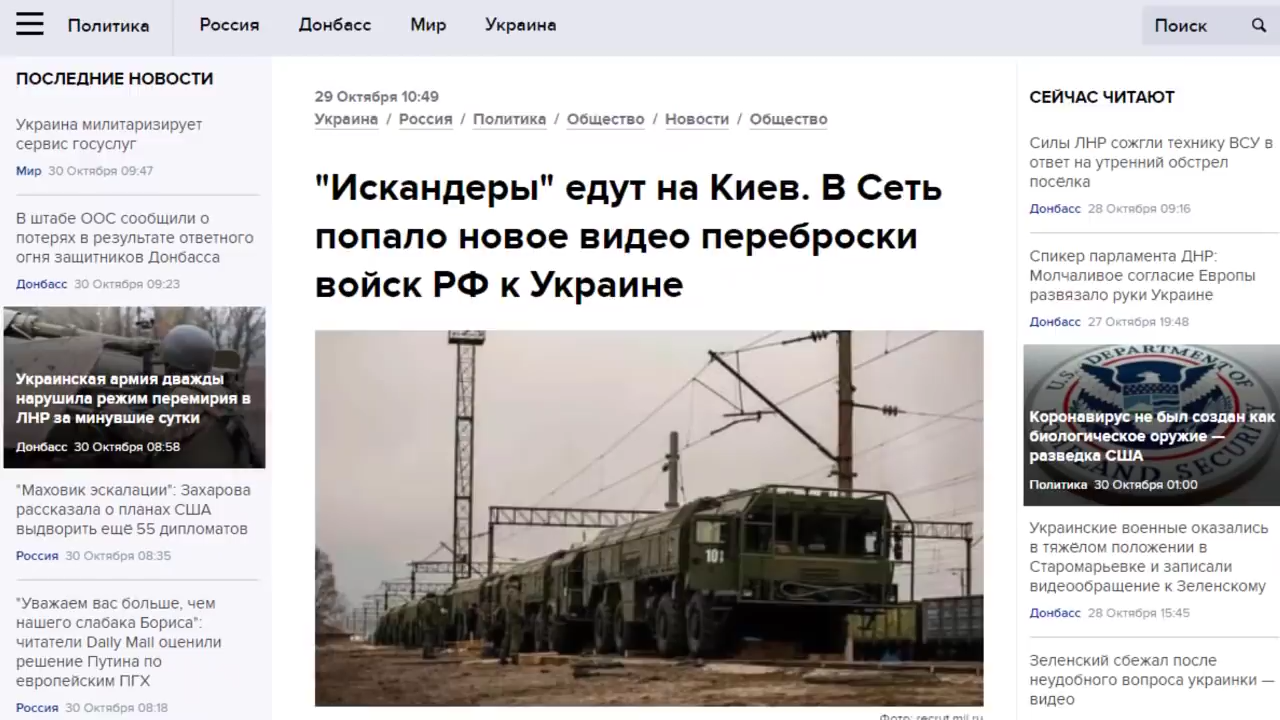 Политика
Россия
Донбасс
Мир
Украина
Поиск
ПОСЛЕДНИЕ НОВОСТИ
Украина милитаризирует
сервис госуслуг
Мир 30 Октября 09:47
В штабе ООС сообщили о
потерях в результате ответного
огня защитников Донбасса
Донбасс 30 Октября 09:23
Украинская армия дважды
нарушила режим перемирия в
ЛНР за минувшие сутки
Донбасс 30 Октября 08:58
"Маховик эскалации": Захарова
рассказала о планах США
выдворить ещё 55 дипломатов
Россия 30 Октября 08:35
"Уважаем вас больше, чем
нашего слабака Бориса":
читатели Daily Mail оценили
решение Путина по
европейским ПГХ
Россия 30 Октября 08:18
29 Октября 10:49
Украина / Россия / Политика / Общество / Новости / Общество
"Искандеры" едут на Киев. В Сеть
попало новое видео переброски
войск РФ к Украине
10
Фото: recrut.mil.ru
СЕЙЧАС ЧИТАЮТ
Силы ЛНР сожгли технику ВСУ в
ответ на утренний обстрел
посёлка
Донбасс 28 Октября 09:16
Спикер парламента ДНР:
Молчаливое согласие Европы
развязало руки Украине
Донбасс 27 Октября 19:48
U.S. DEPARTMENT OF
Коронавирус не был создан как
биологическое оружие —
разведка США
Политика 30 Октября 01:00
Украинские военные оказались
в тяжёлом положении в
Старомарьевке и записали
видеообращение к Зеленскому
Донбасс 28 Октября 15:45
Зеленский сбежал после
неудобного вопроса украинки —
видео